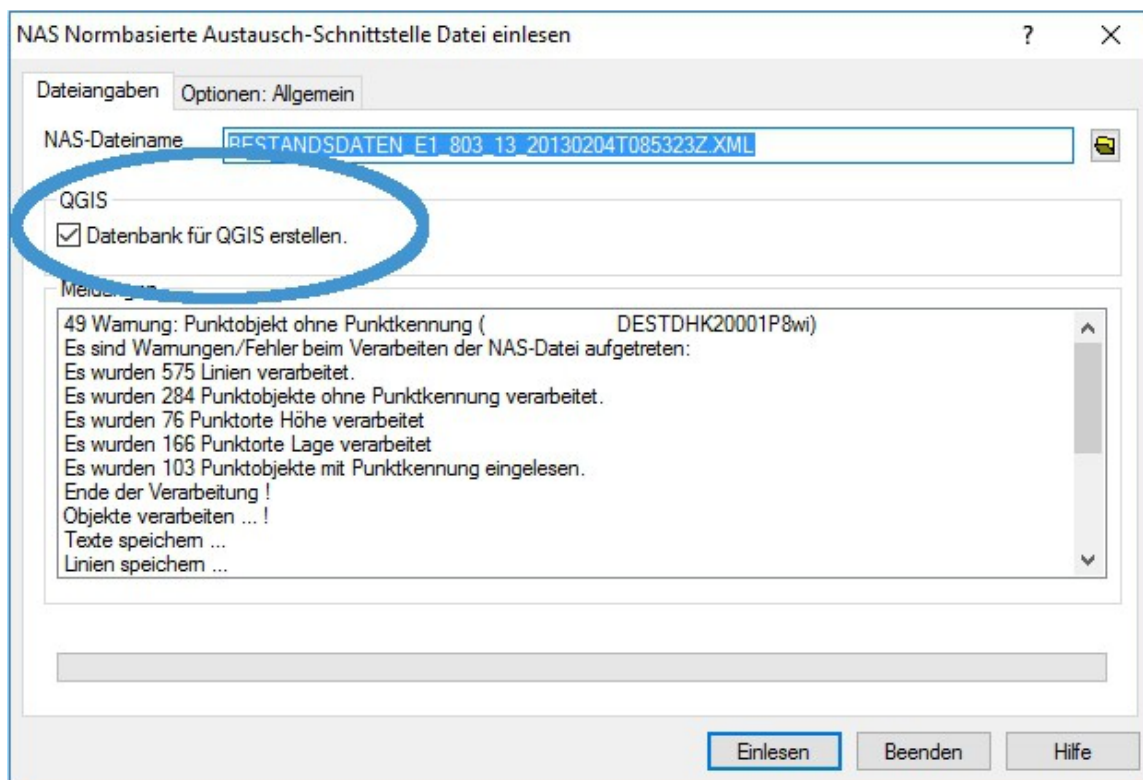 NAS Normbasierte Austausch-Schnittstelle Datei einlesen ?
Dateiangaben Optionen: Allgemein
NAS-Dateiname BESTANDSDATEN_E1_803_13_20130204T085323Z.XML
QGIS
Datenbank für QGIS erstellen.
Meldungen
49 Warnung: Punktobjekt ohne Punktkennung ( DESTDHK20001P8wi)
Es sind Warnungen/Fehler beim Verarbeiten der NAS-Datei aufgetreten:
Es wurden 575 Linien verarbeitet.
Es wurden 284 Punktobjekte ohne Punktkennung verarbeitet.
Es wurden 76 Punktorte Höhe verarbeitet
Es wurden 166 Punktorte Lage verarbeitet
Es wurden 103 Punktobjekte mit Punktkennung eingelesen.
Ende der Verarbeitung !
Objekte verarbeiten ... !
Texte speichern ...
Linien speichern ...
Einlesen Beenden Hilfe